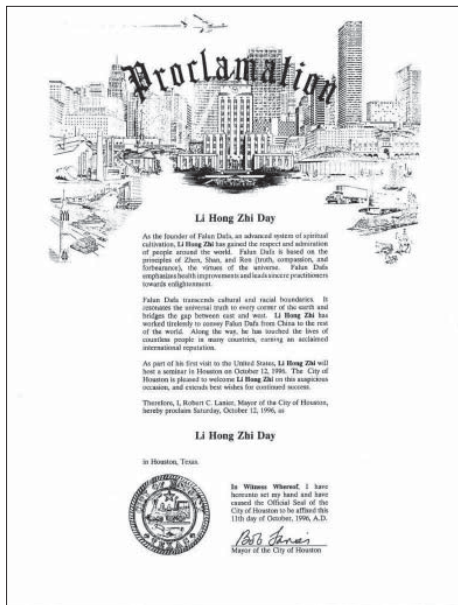 Proclamation
Li Hong Zhi Day
As the founder of Falun Dafa, an advanced system of spiritual
cultivation, Li Hong Zhi has gained the respect and admiration
of people around the world. Falun Dafa is based on the
principles of Zhen, Shan, and Ren (truth, compassion, and
forbearance), the virtues of the universe. Falun Dafa
emphasizes health improvements and leads sincere practitioners
towards enlightenment.
Falun Dafa transcends cultural and racial boundaries. It
resonates the universal truth to every corner of the earth and
bridges the gap between east and west. Li Hong Zhi has
worked tirelessly to convey Falun Dafa from China to the rest
of the world. Along the way, he has touched the lives of
countless people in many countries, earning an acclaimed
international reputation.
As part of his first visit to the United States, Li Hong Zhi will
host a seminar in Houston on October 12, 1996. The City of
Houston is pleased to welcome Li Hong Zhi on this auspicious
occasion, and extends best wishes for continued success.
Therefore, I, Robert C. Lanier, Mayor of the City of Houston,
hereby proclaim Saturday, October 12, 1996, as
Li Hong Zhi Day
in Houston, Texas.
In Witness Whereof, I have
hereunto set my hand and have
caused the Official Seal of the
City of Houston to be affixed this
11th day of October, 1996, A.D.
Bob Lanier
Mayor of the City of Houston
TEXAS